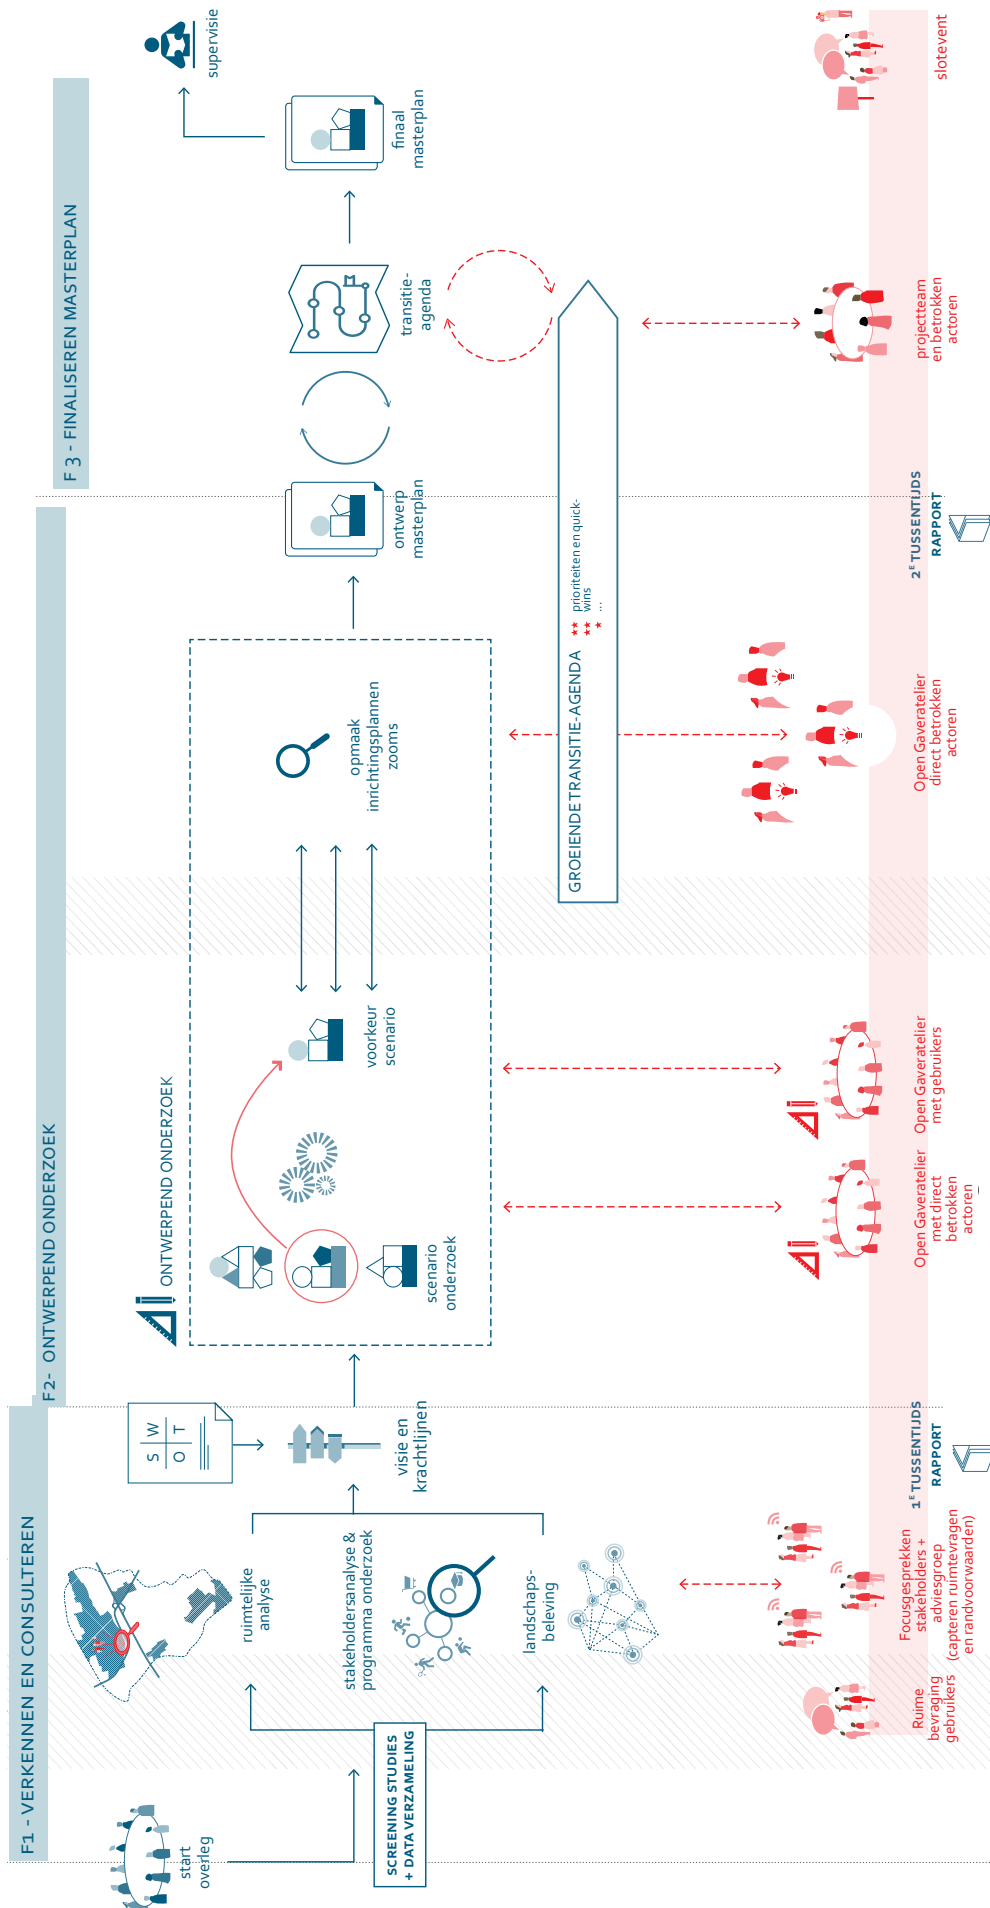 F1 - VERKENNEN EN CONSULTEREN
F2- ONTWERPEND ONDERZOEK
F 3 - FINALISEREN MASTERPLAN
start
overleg
SCREENING STUDIES
+ DATA VERZAMELING
ruimtelijke
analyse
stakeholdersanalyse &
programma onderzoek
landschaps-
beleving
S W
O T
visie en
krachtlijnen
ONTWERPEND ONDERZOEK
scenario
onderzoek
voorkeur
scenario
opmaak
inrichtingsplannen
zooms
ontwerp
masterplan
transitie-
agenda
finaal
masterplan
supervisie
GROEIENDE TRANSITIE-AGENDA
★★ prioriteiten en quick-
★★ wins
★ ...
Ruime
bevraging
gebruikers
Focusgesprekken
stakeholders +
adviesgroep
(capteren ruimtevragen
en randvoorwaarden)
1E TUSSENTIJDS
RAPPORT
Open Gaveratelier
met direct
betrokken
actoren
Open Gaveratelier
met gebruikers
Open Gaveratelier
direct betrokken
actoren
2E TUSSENTIJDS
RAPPORT
projectteam
en betrokken
actoren
slotevent